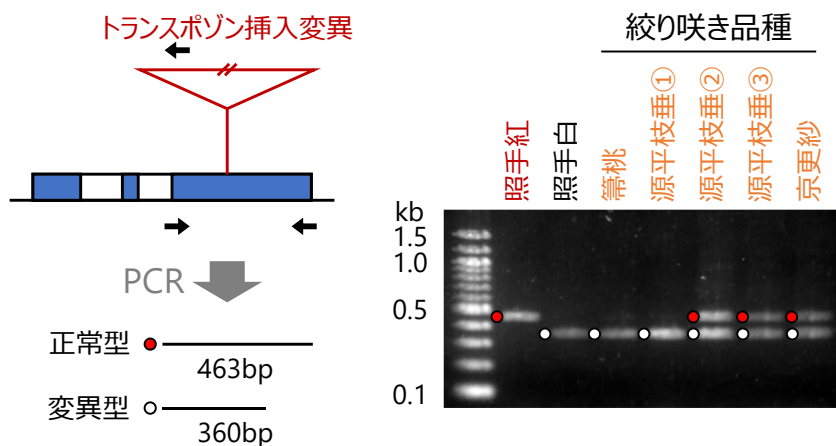 トランスポゾン挿入変異
PCR
正常型
463bp
変異型
360bp
絞り咲き品種
照手紅
照手白
箒桃
源平枝垂①
源平枝垂②
源平枝垂③
京更紗
kb
1.5
1.0
0.5
0.1